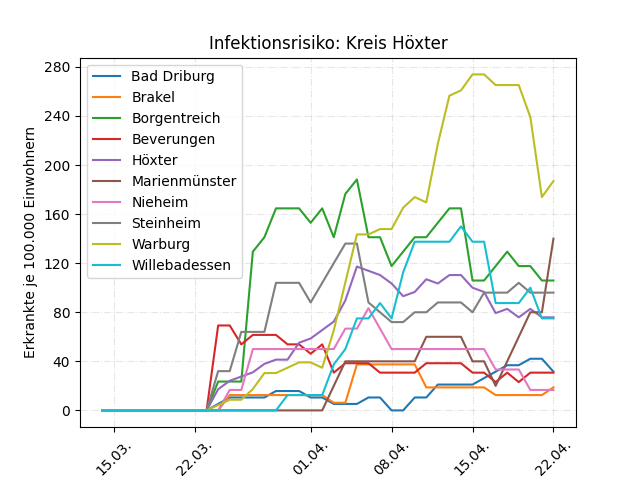 Infektionsrisiko: Kreis Höxter
Erkrankte je 100.000 Einwohnern
280
240
200
160
120
80
40
0
Bad Driburg
Brakel
Borgentreich
Beverungen
Höxter
Marienmünster
Nieheim
Steinheim
Warburg
Willebadessen
15.03.
22.03.
01.04.
08.04.
15.04.
22.04.